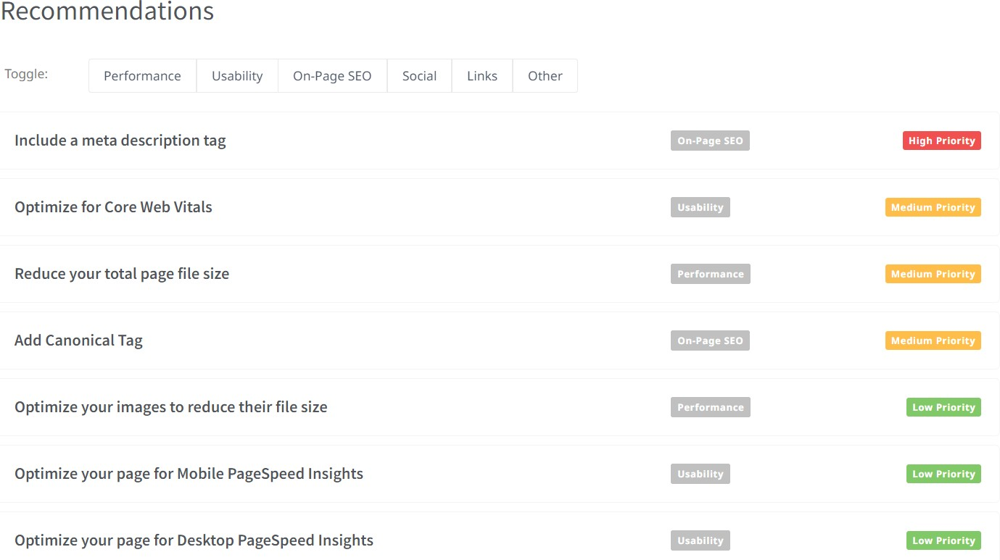 Recommendations
Toggle: Performance Usability On-Page SEO Social Links Other
Include a meta description tag On-Page SEO High Priority
Optimize for Core Web Vitals Usability Medium Priority
Reduce your total page file size Performance Medium Priority
Add Canonical Tag On-Page SEO Medium Priority
Optimize your images to reduce their file size Performance Low Priority
Optimize your page for Mobile PageSpeed Insights Usability Low Priority
Optimize your page for Desktop PageSpeed Insights Usability Low Priority